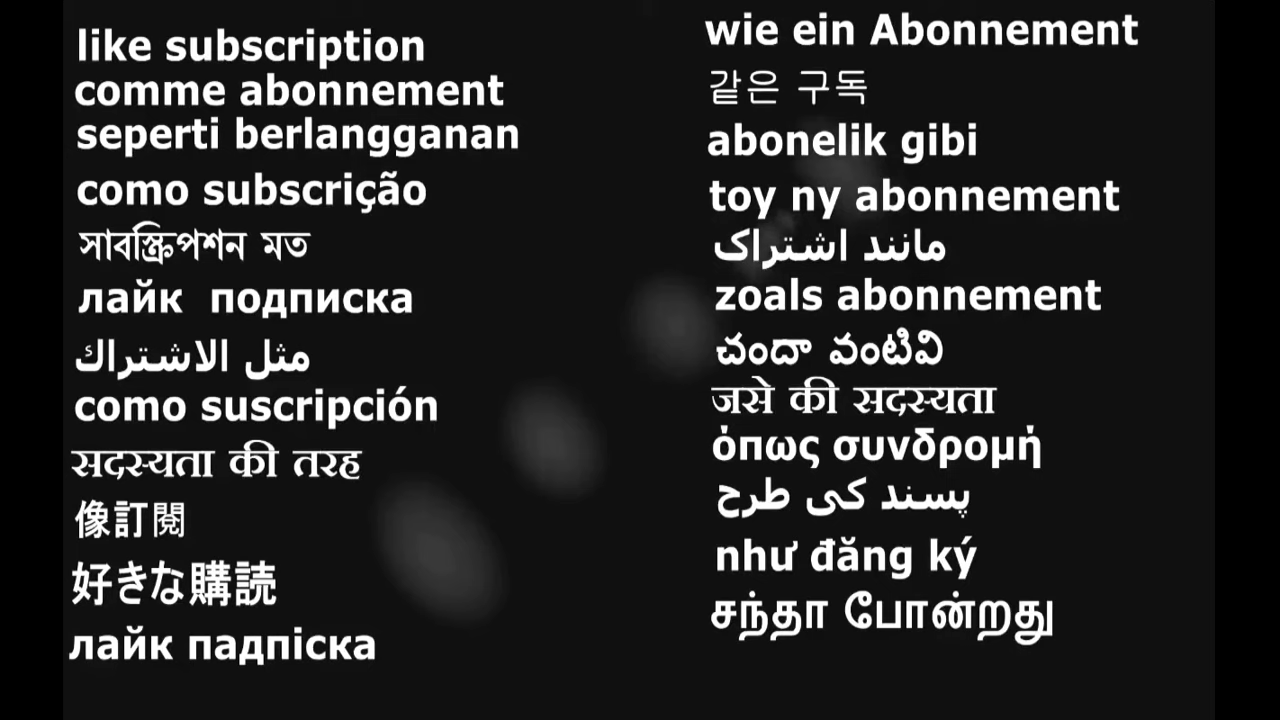 like subscription
comme abonnement
seperti berlangganan
como subscrição
সাবস্ক্রিপশন মত
лайк подписка
مثل الاشتراك
como suscripción
सदस्यता की तरह
像訂閱
好きな購読
лайк падпіска
wie ein Abonnement
같은 구독
abonelik gibi
toy ny abonnement
مانند اشتراک
zoals abonnement
చందా వంటివి
जसे की सदस्यता
όπως συνδρομή
پسند کی طرح
như đăng ký
சந்தா போன்றது